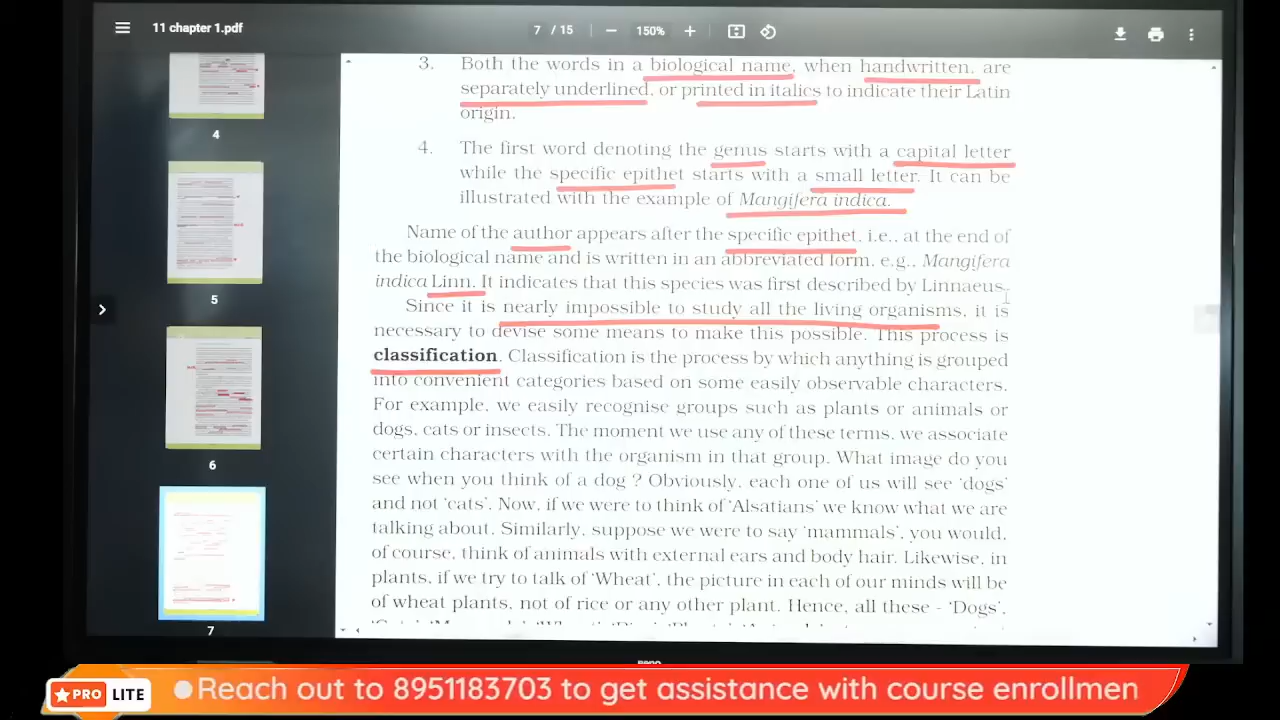 11 chapter 1.pdf
7 / 15
150%
3. Both the words in a biological name, when handwritten, are
separately underlined, or printed in italics to indicate their Latin
origin.
4. The first word denoting the genus starts with a capital letter
while the specific epithet starts with a small letter. It can be
illustrated with the example of Mangifera indica.
Name of the author appears after the specific epithet, i.e., at the end of
the biological name and is written in an abbreviated form, e.g., Mangifera
indica Linn. It indicates that this species was first described by Linnaeus.
Since it is nearly impossible to study all the living organisms, it is
necessary to devise some means to make this possible. This process is
classification. Classification is the process by which anything is grouped
into convenient categories based on some easily observable characters.
For example, we easily recognise groups such as plants or animals or
dogs, cats or insects. The moment we use any of these terms, we associate
certain characters with the organism in that group. What image do you
see when you think of a dog ? Obviously, each one of us will see 'dogs'
and not 'cats'. Now, if we were to think of 'Alsatians' we know what we are
talking about. Similarly, suppose we were to say 'mammals', you would,
of course, think of animals with external ears and body hair. Likewise, in
plants, if we try to talk of 'Wheat', the picture in each of our minds will be
of wheat plants, not of rice or any other plant. Hence, all these - 'Dogs',
4
5
6
7
PRO LITE
Reach out to 8951183703 to get assistance with course enrollmen